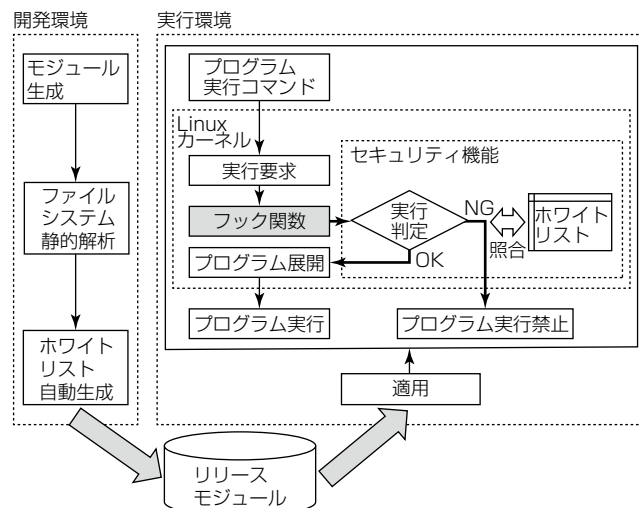 開発環境
モジュール
生成
ファイル
システム
静的解析
ホワイト
リスト
自動生成
実行環境
プログラム
実行コマンド
Linux
カーネル
実行要求
フック関数
プログラム展開
プログラム実行
セキュリティ機能
実行
判定
NG
OK
照合
ホワイト
リスト
プログラム実行禁止
適用
リリース
モジュール